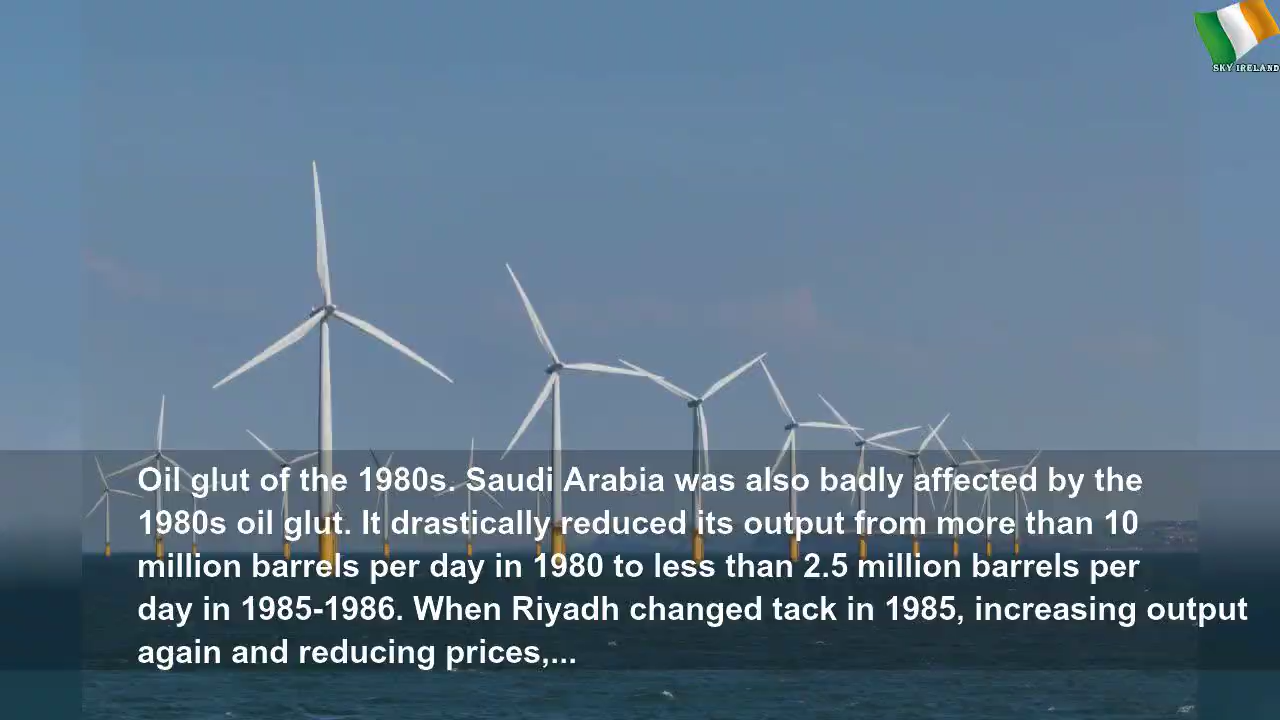 SKY IRELAND
Oil glut of the 1980s. Saudi Arabia was also badly affected by the
1980s oil glut. It drastically reduced its output from more than 10
million barrels per day in 1980 to less than 2.5 million barrels per
day in 1985-1986. When Riyadh changed tack in 1985, increasing output
again and reducing prices,...